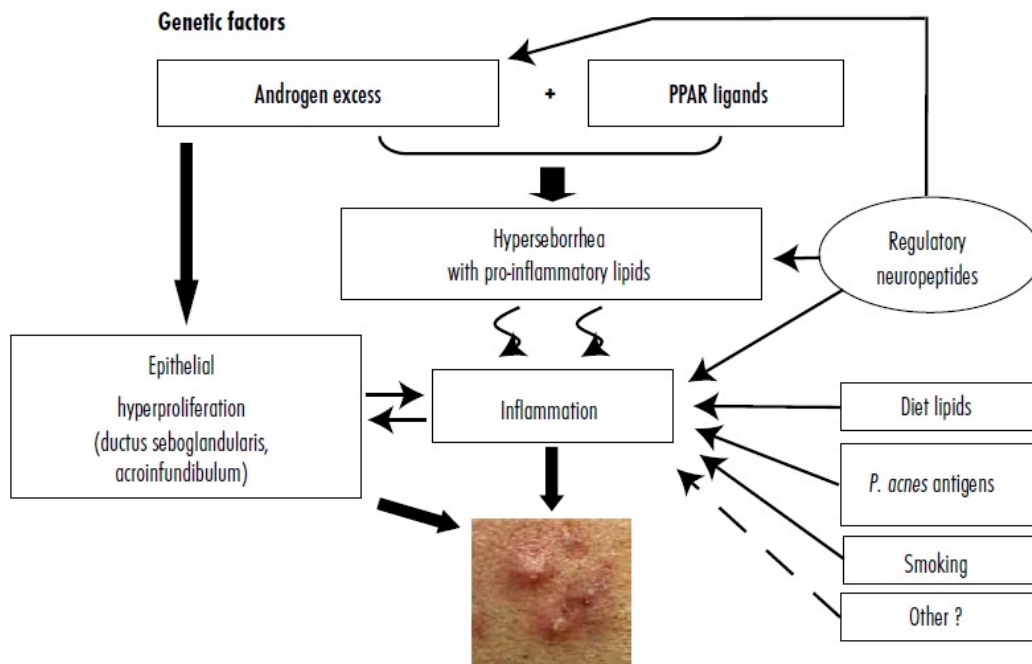 Genetic factors
Androgen excess
+
PPAR ligands
Hyperseborrhea
with pro-inflammatory lipids
Regulatory
neuropeptides
Epithelial
hyperproliferation
(ductus seboglandularis,
acroinfundibulum)
Inflammation
Diet lipids
P. acnes antigens
Smoking
Other ?